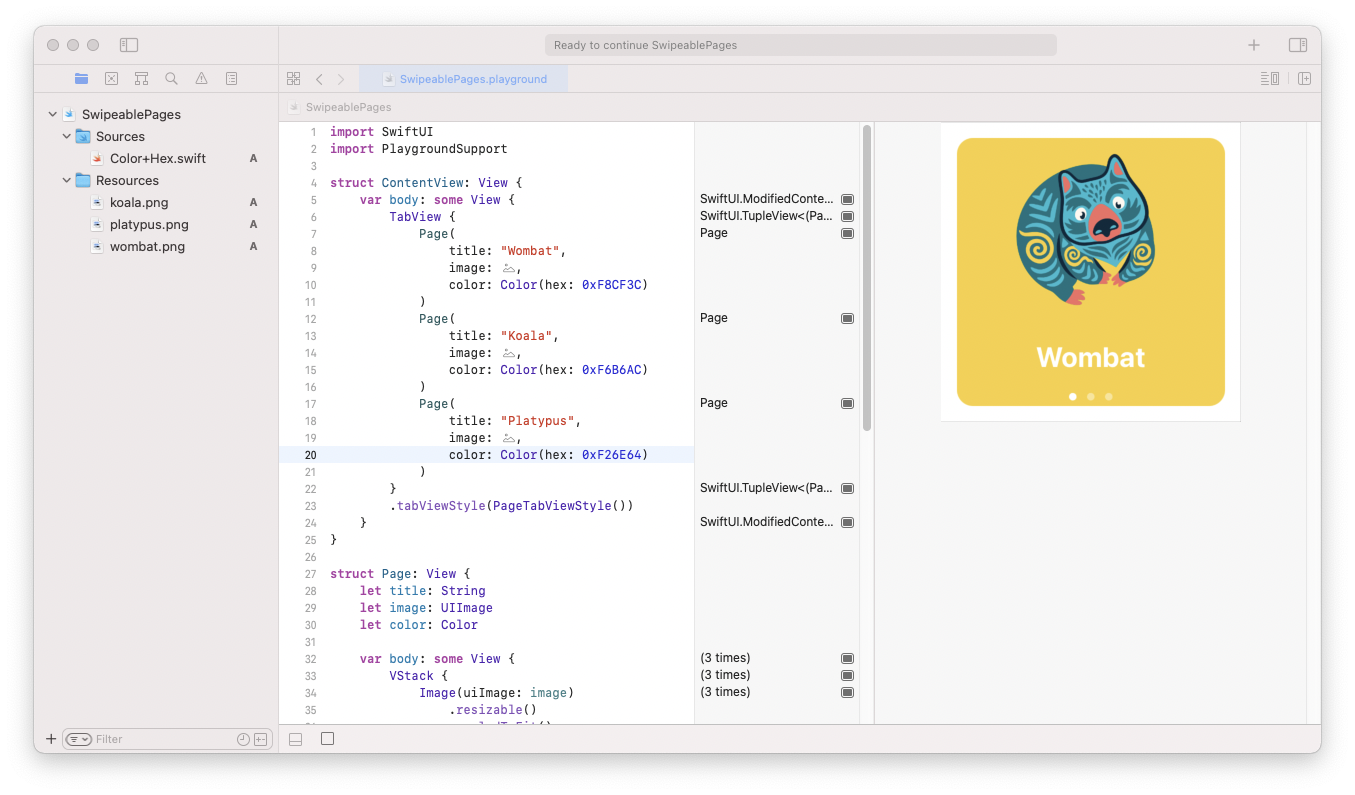 Ready to continue SwipeablePages
SwipeablePages.playground
SwipeablePages
SwipeablePages
Sources
Color+Hex.swift A
Resources
koala.png A
platypus.png A
wombat.png A
Filter
1 import SwiftUI
2 import PlaygroundSupport
3
4 struct ContentView: View {
5 var body: some View { SwiftUI.ModifiedConte...
6 TabView { SwiftUI.TupleView<(Pa...
7 Page( Page
8 title: "Wombat",
9 image: ,
10 color: Color(hex: 0xF8CF3C)
11 )
12 Page( Page
13 title: "Koala",
14 image: ,
15 color: Color(hex: 0xF6B6AC)
16 )
17 Page( Page
18 title: "Platypus",
19 image: ,
20 color: Color(hex: 0xF26E64)
21 )
22 } SwiftUI.TupleView<(Pa...
23 .tabViewStyle(PageTabViewStyle())
24 } SwiftUI.ModifiedConte...
25 }
26
27 struct Page: View {
28 let title: String
29 let image: UIImage
30 let color: Color
31
32 var body: some View { (3 times)
33 VStack { (3 times)
34 Image(uiImage: image) (3 times)
35 .resizable()
Wombat